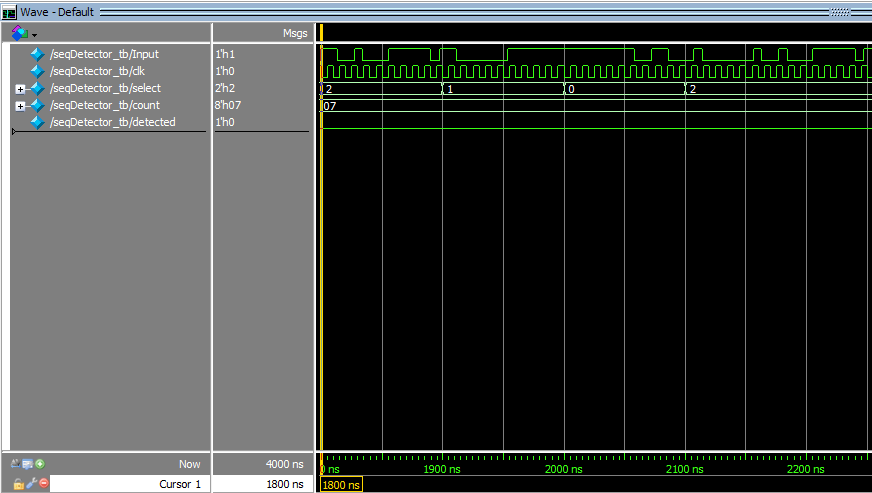 Wave - Default
Msgs
/seqDetector_tb/Input 1'h1
/seqDetector_tb/clk 1'h0
/seqDetector_tb/select 2'h2 2 1 0 2
/seqDetector_tb/count 8'h07 07
/seqDetector_tb/detected 1'h0
Now 4000 ns 0 ns 1900 ns 2000 ns 2100 ns 2200 ns
Cursor 1 1800 ns 1800 ns